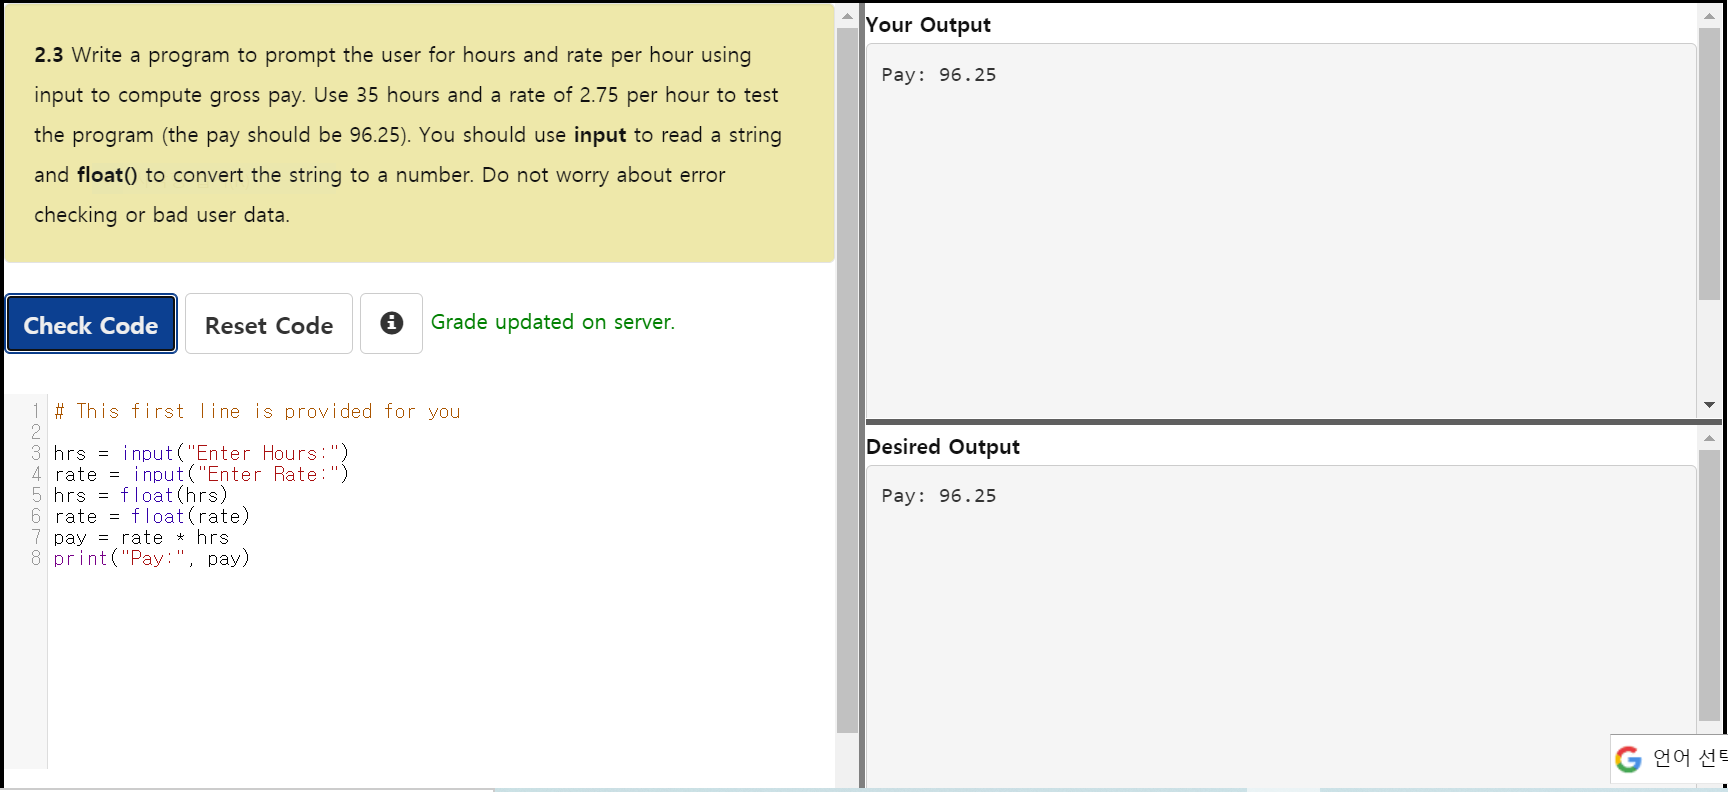 2.3 Write a program to prompt the user for hours and rate per hour using
input to compute gross pay. Use 35 hours and a rate of 2.75 per hour to test
the program (the pay should be 96.25). You should use input to read a string
and float() to convert the string to a number. Do not worry about error
checking or bad user data.
Check Code
Reset Code
Grade updated on server.
1 # This first line is provided for you
2
3 hrs = input("Enter Hours:")
4 rate = input("Enter Rate:")
5 hrs = float(hrs)
6 rate = float(rate)
7 pay = rate * hrs
8 print("Pay:", pay)
Your Output
Pay: 96.25
Desired Output
Pay: 96.25
언어 선택